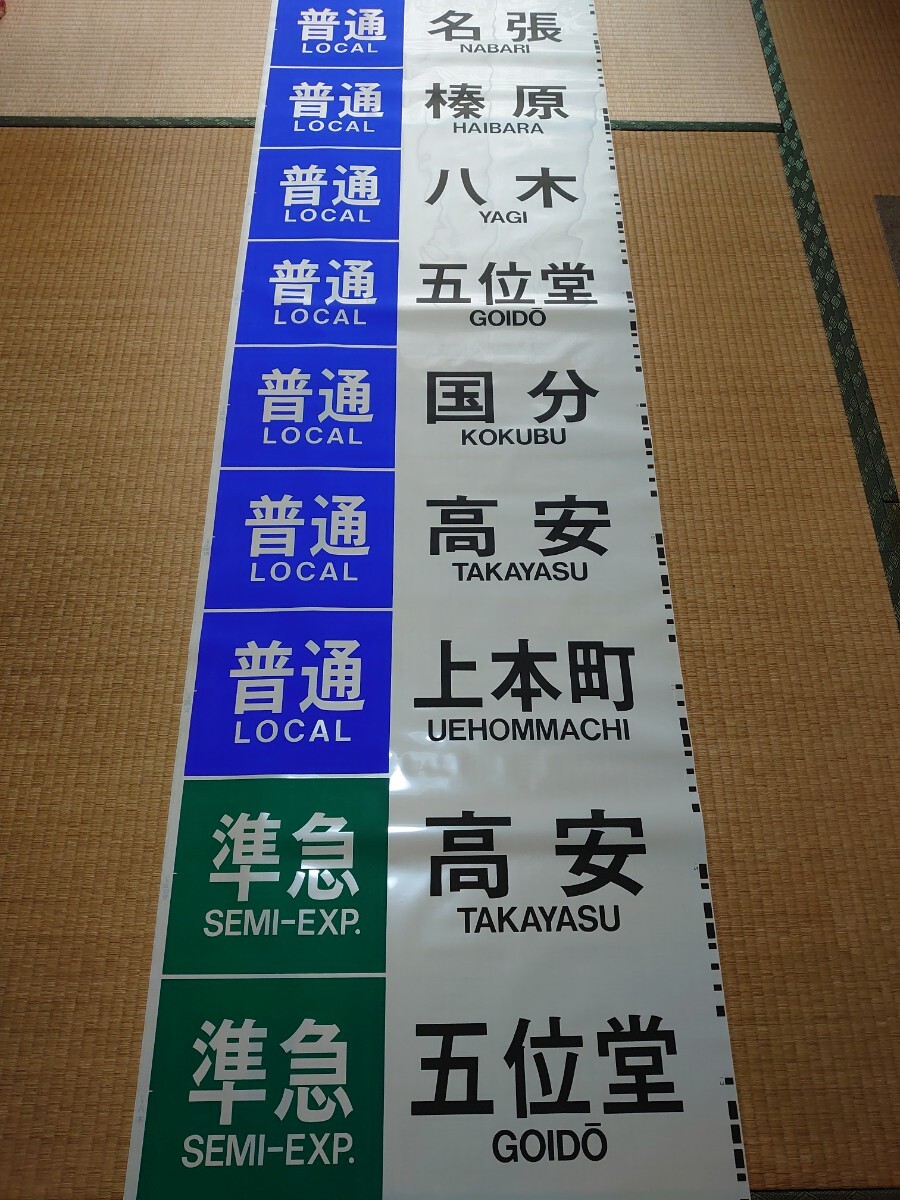 普通 名張
LOCAL NABARI
普通 榛原
LOCAL HAIBARA
普通 八木
LOCAL YAGI
普通 五位堂
LOCAL GOIDŌ
普通 国分
LOCAL KOKUBU
普通 高安
LOCAL TAKAYASU
普通 上本町
LOCAL UEHOMMACHI
準急 高安
SEMI-EXP. TAKAYASU
準急 五位堂
SEMI-EXP. GOIDŌ